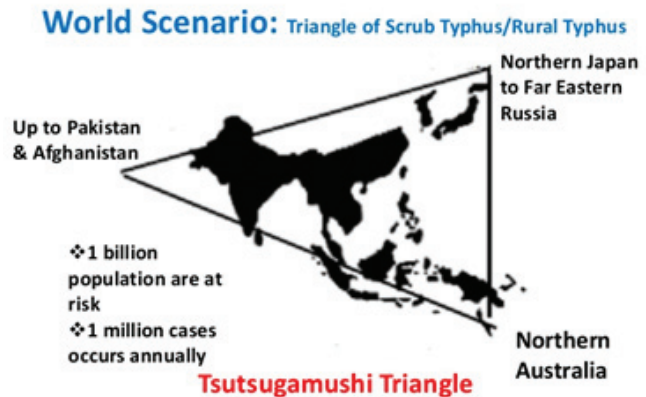 World Scenario: Triangle of Scrub Typhus/Rural Typhus
Northern Japan
to Far Eastern
Russia
Up to Pakistan
& Afghanistan
❖1 billion
population are at
risk
❖1 million cases
occurs annually
Northern
Australia
Tsutsugamushi Triangle